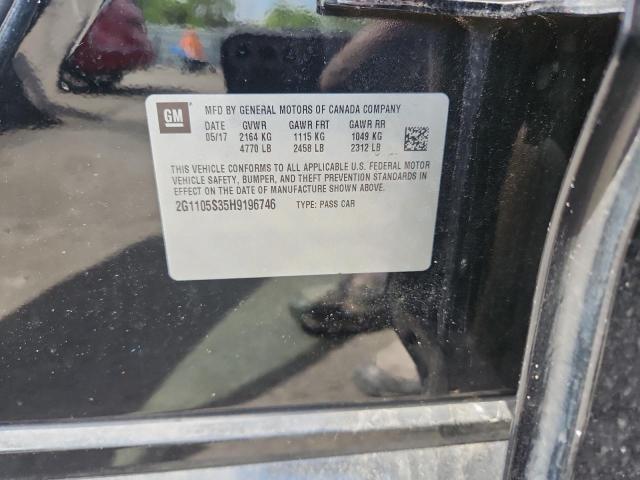 GM
MFD BY GENERAL MOTORS OF CANADA COMPANY
DATE GVWR GAWR FRT GAWR RR
05/17 2164 KG 1115 KG 1049 KG
4770 LB 2458 LB 2312 LB
THIS VEHICLE CONFORMS TO ALL APPLICABLE U.S. FEDERAL MOTOR
VEHICLE SAFETY, BUMPER, AND THEFT PREVENTION STANDARDS IN
EFFECT ON THE DATE OF MANUFACTURE SHOWN ABOVE.
2G1105S35H9196746 TYPE: PASS CAR